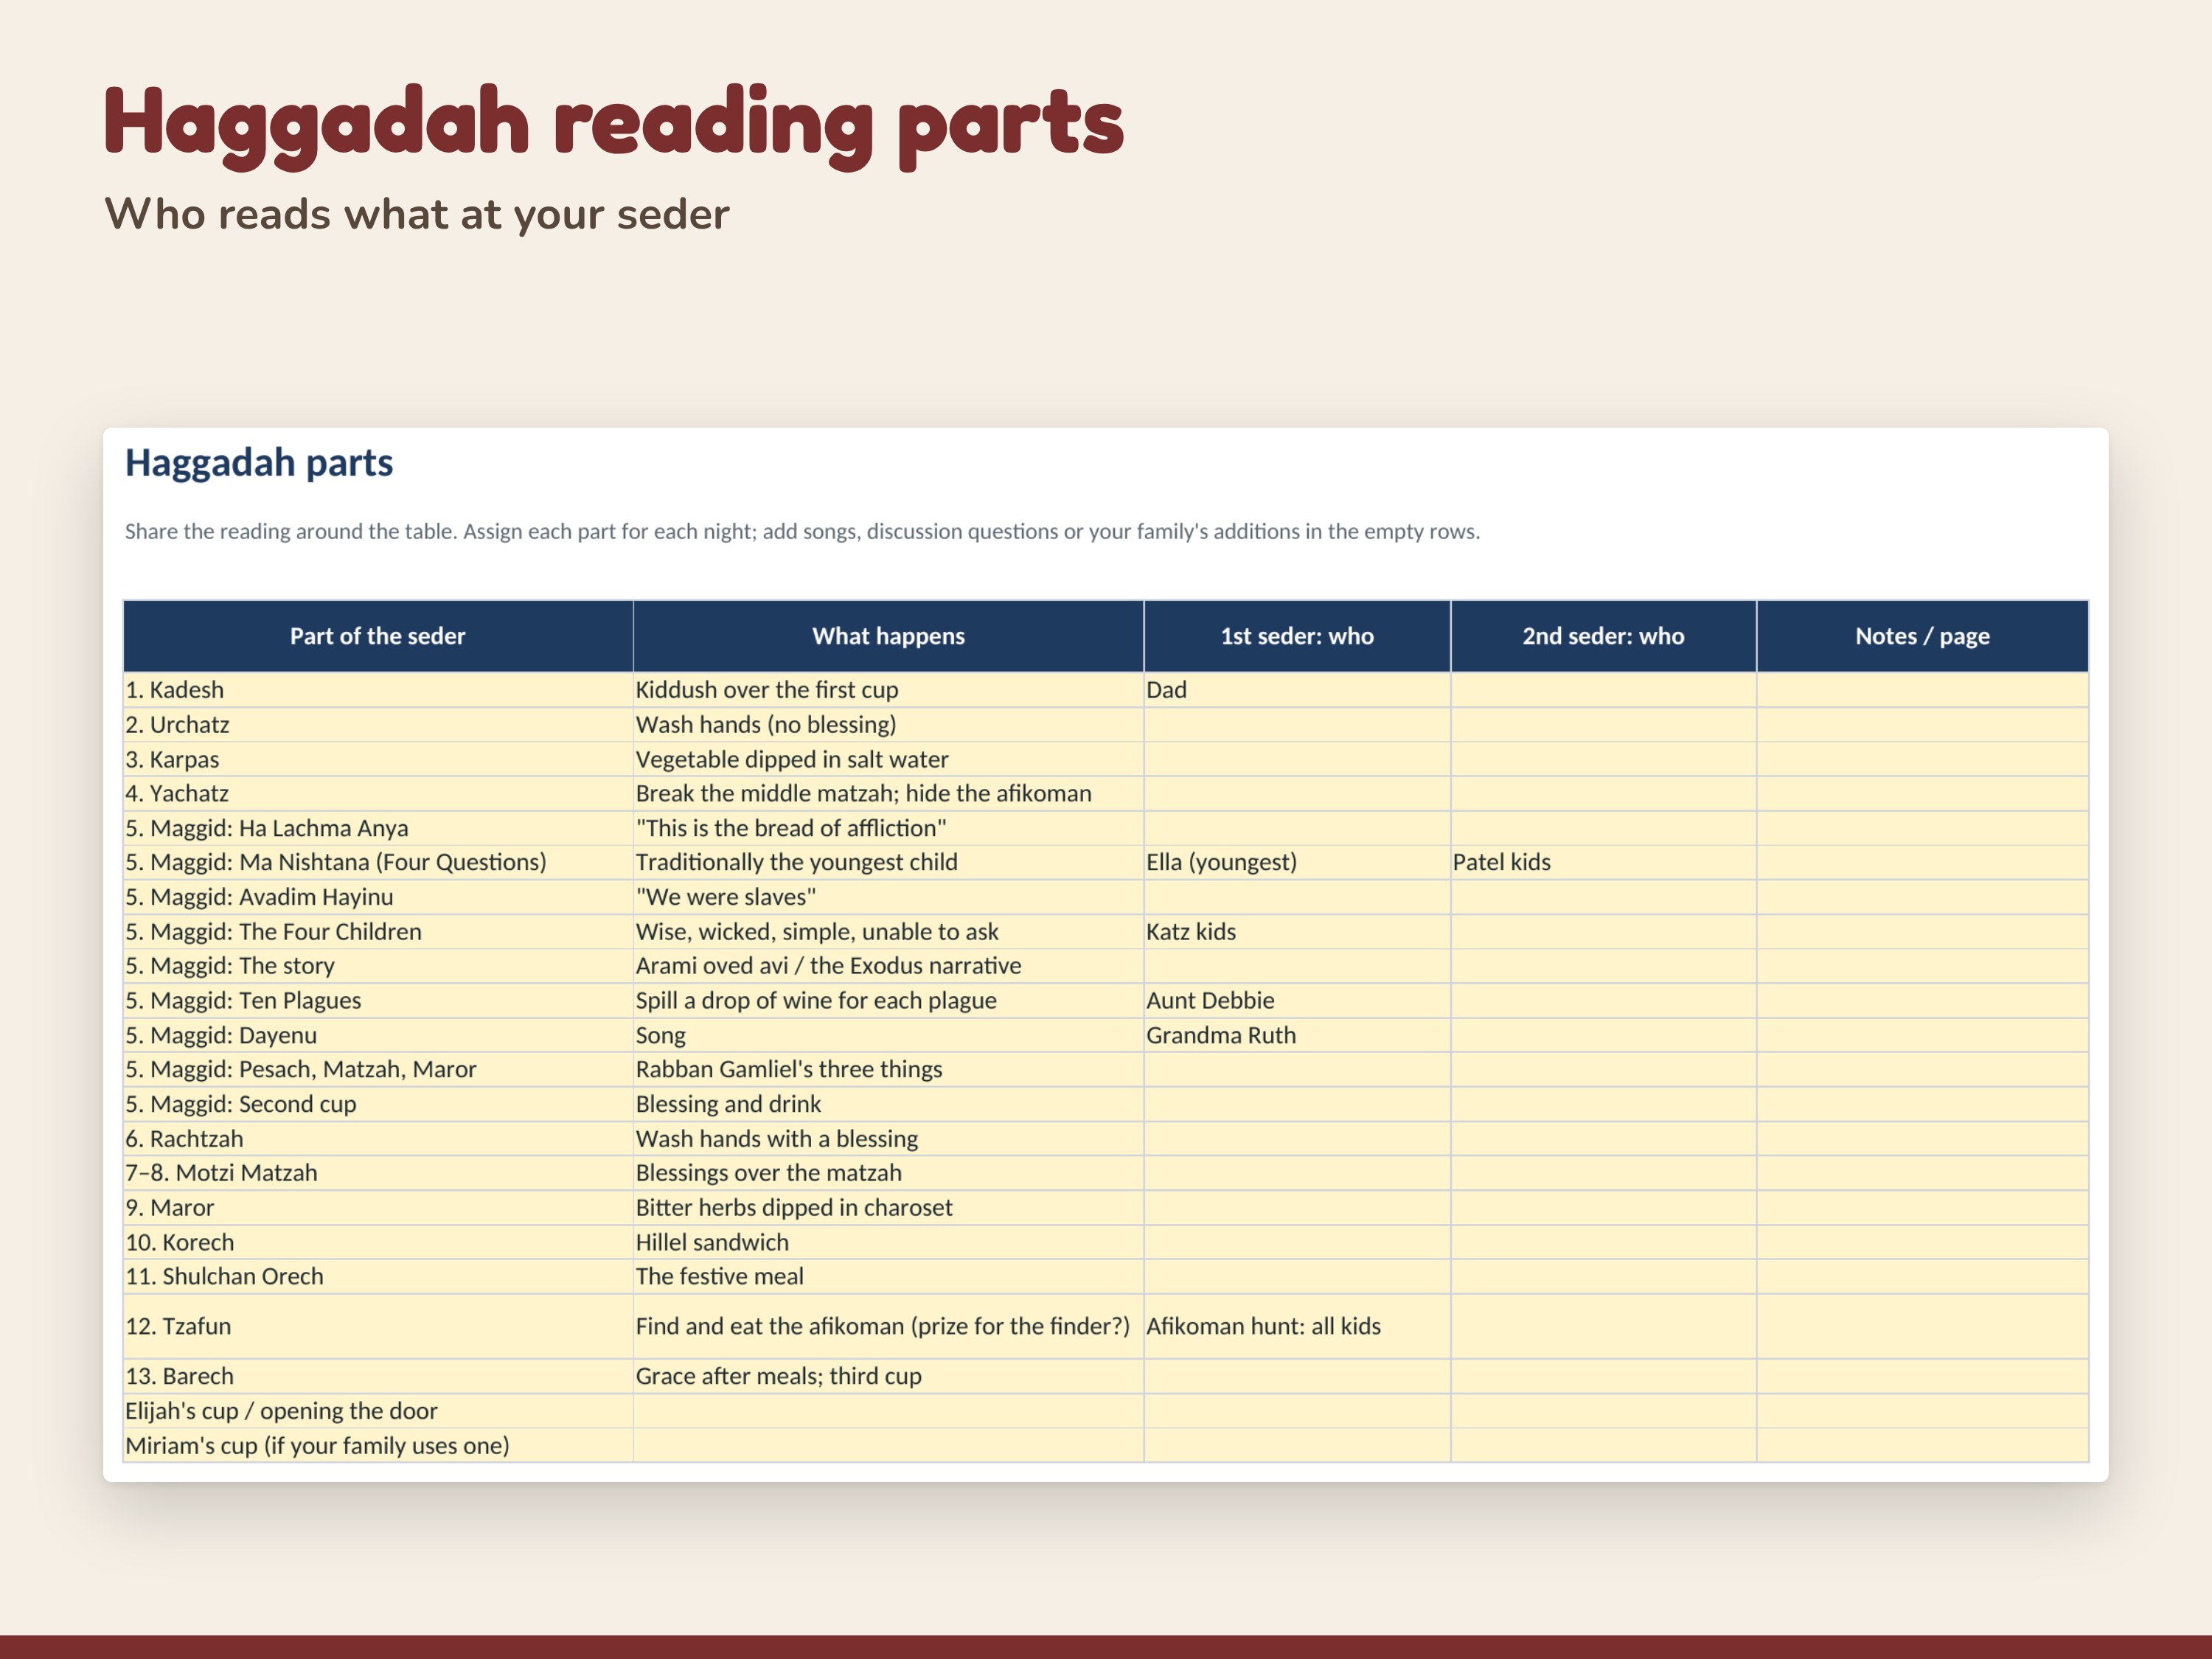 Haggadah reading parts
Who reads what at your seder
Haggadah parts
Share the reading around the table. Assign each part for each night; add songs, discussion questions or your family's additions in the empty rows.
Part of the seder What happens 1st seder: who 2nd seder: who Notes / page
1. Kadesh Kiddush over the first cup Dad
2. Urchatz Wash hands (no blessing)
3. Karpas Vegetable dipped in salt water
4. Yachatz Break the middle matzah; hide the afikoman
5. Maggid: Ha Lachma Anya "This is the bread of affliction"
5. Maggid: Ma Nishtana (Four Questions) Traditionally the youngest child Ella (youngest) Patel kids
5. Maggid: Avadim Hayinu "We were slaves"
5. Maggid: The Four Children Wise, wicked, simple, unable to ask Katz kids
5. Maggid: The story Arami oved avi / the Exodus narrative
5. Maggid: Ten Plagues Spill a drop of wine for each plague Aunt Debbie
5. Maggid: Dayenu Song Grandma Ruth
5. Maggid: Pesach, Matzah, Maror Rabban Gamliel's three things
5. Maggid: Second cup Blessing and drink
6. Rachtzah Wash hands with a blessing
7–8. Motzi Matzah Blessings over the matzah
9. Maror Bitter herbs dipped in charoset
10. Korech Hillel sandwich
11. Shulchan Orech The festive meal
12. Tzafun Find and eat the afikoman (prize for the finder?) Afikoman hunt: all kids
13. Barech Grace after meals; third cup
Elijah's cup / opening the door
Miriam's cup (if your family uses one)